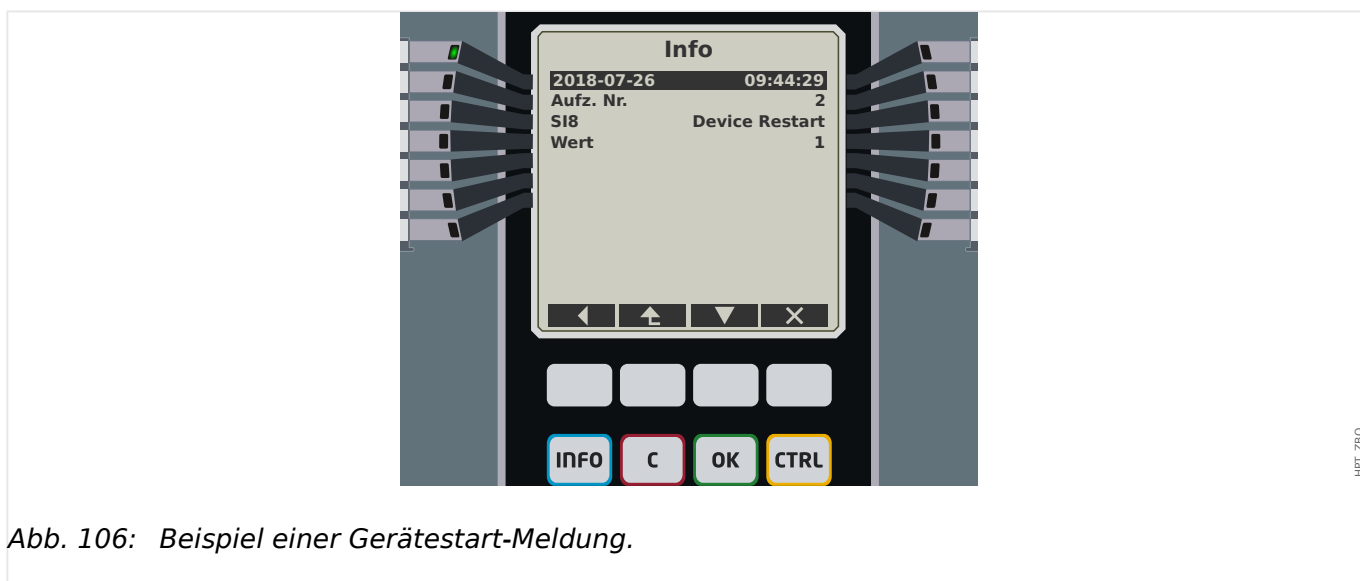 Info
2018-07-26 09:44:29
Aufz. Nr. 2
SI8 Device Restart
Wert 1
INFO C OK CTRL
HPT_ZBO
Abb. 106: Beispiel einer Gerätestart-Meldung.